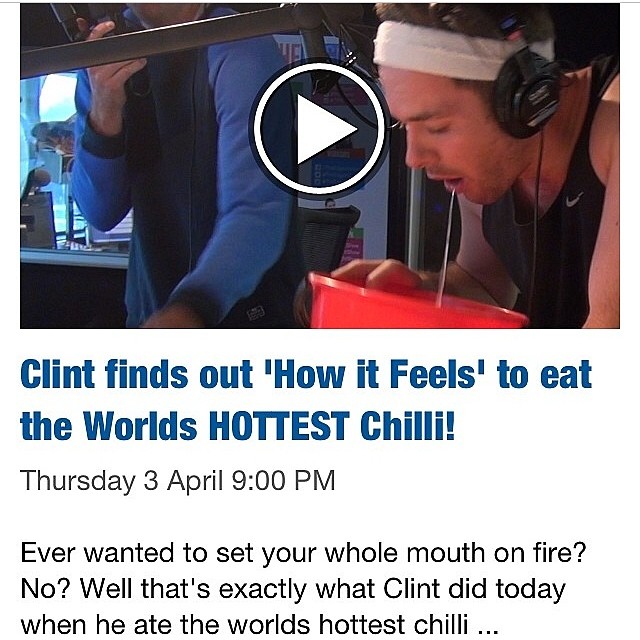 Clint finds out 'How it Feels' to eat
the Worlds HOTTEST Chilli!
Thursday 3 April 9:00 PM
Ever wanted to set your whole mouth on fire?
No? Well that's exactly what Clint did today
when he ate the worlds hottest chilli ...